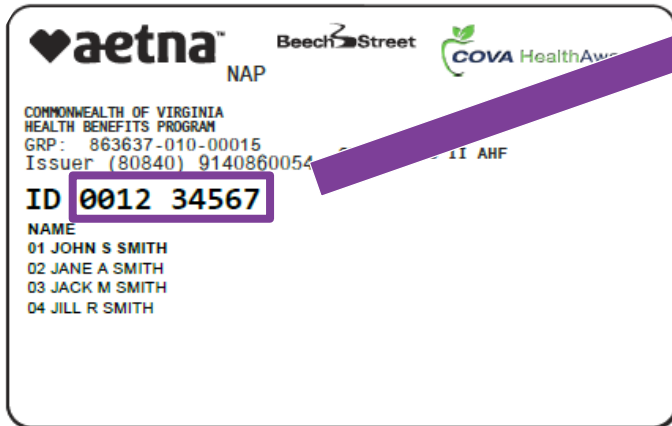 aetna™ BeechStreet COVA HealthAw
NAP
COMMONWEALTH OF VIRGINIA
HEALTH BENEFITS PROGRAM
GRP: 863637-010-00015
Issuer (80840) 9140860054 II AHF
ID 0012 34567
NAME
01 JOHN S SMITH
02 JANE A SMITH
03 JACK M SMITH
04 JILL R SMITH